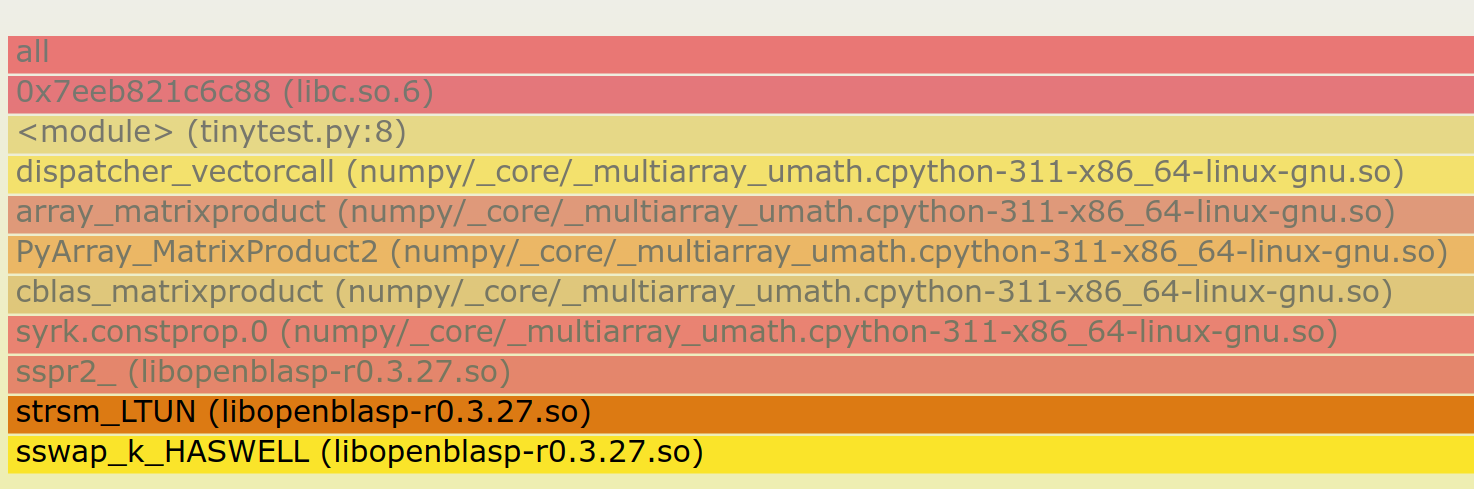 all
0x7eeb821c6c88 (libc.so.6)
<module> (tinytest.py:8)
dispatcher_vectorcall (numpy/_core/_multiarray_umath.cpython-311-x86_64-linux-gnu.so)
array_matrixproduct (numpy/_core/_multiarray_umath.cpython-311-x86_64-linux-gnu.so)
PyArray_MatrixProduct2 (numpy/_core/_multiarray_umath.cpython-311-x86_64-linux-gnu.so)
cblas_matrixproduct (numpy/_core/_multiarray_umath.cpython-311-x86_64-linux-gnu.so)
syrk.constprop.0 (numpy/_core/_multiarray_umath.cpython-311-x86_64-linux-gnu.so)
sspr2_ (libopenblasp-r0.3.27.so)
strsm_LTUN (libopenblasp-r0.3.27.so)
sswap_k_HASWELL (libopenblasp-r0.3.27.so)